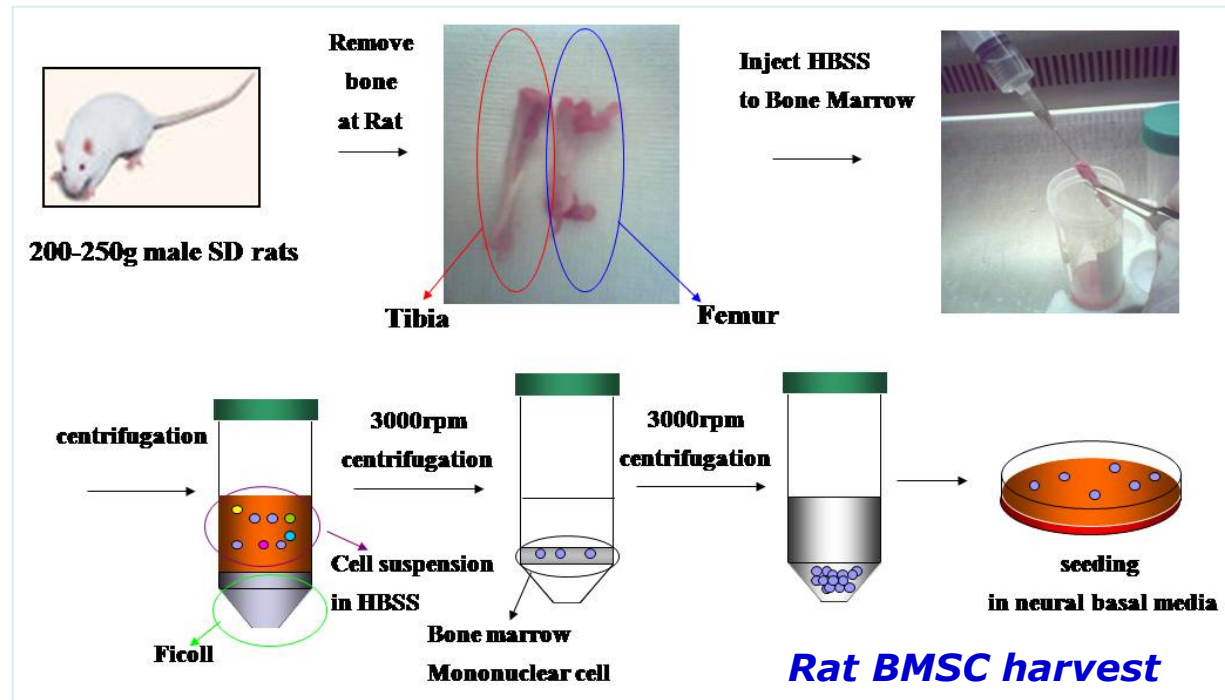 Remove
bone
at Rat
Inject HBSS
to Bone Marrow
200-250g male SD rats
Tibia
Femur
centrifugation
3000rpm
centrifugation
3000rpm
centrifugation
Cell suspension
in HBSS
Ficoll
Bone marrow
Mononuclear cell
seeding
in neural basal media
Rat BMSC harvest